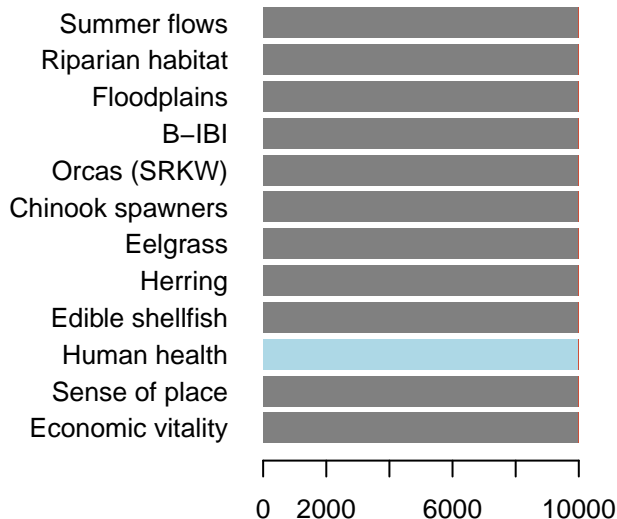 Summer flows
Riparian habitat
Floodplains
B−IBI
Orcas (SRKW)
Chinook spawners
Eelgrass
Herring
Edible shellfish
Human health
Sense of place
Economic vitality
0 2000 6000 10000